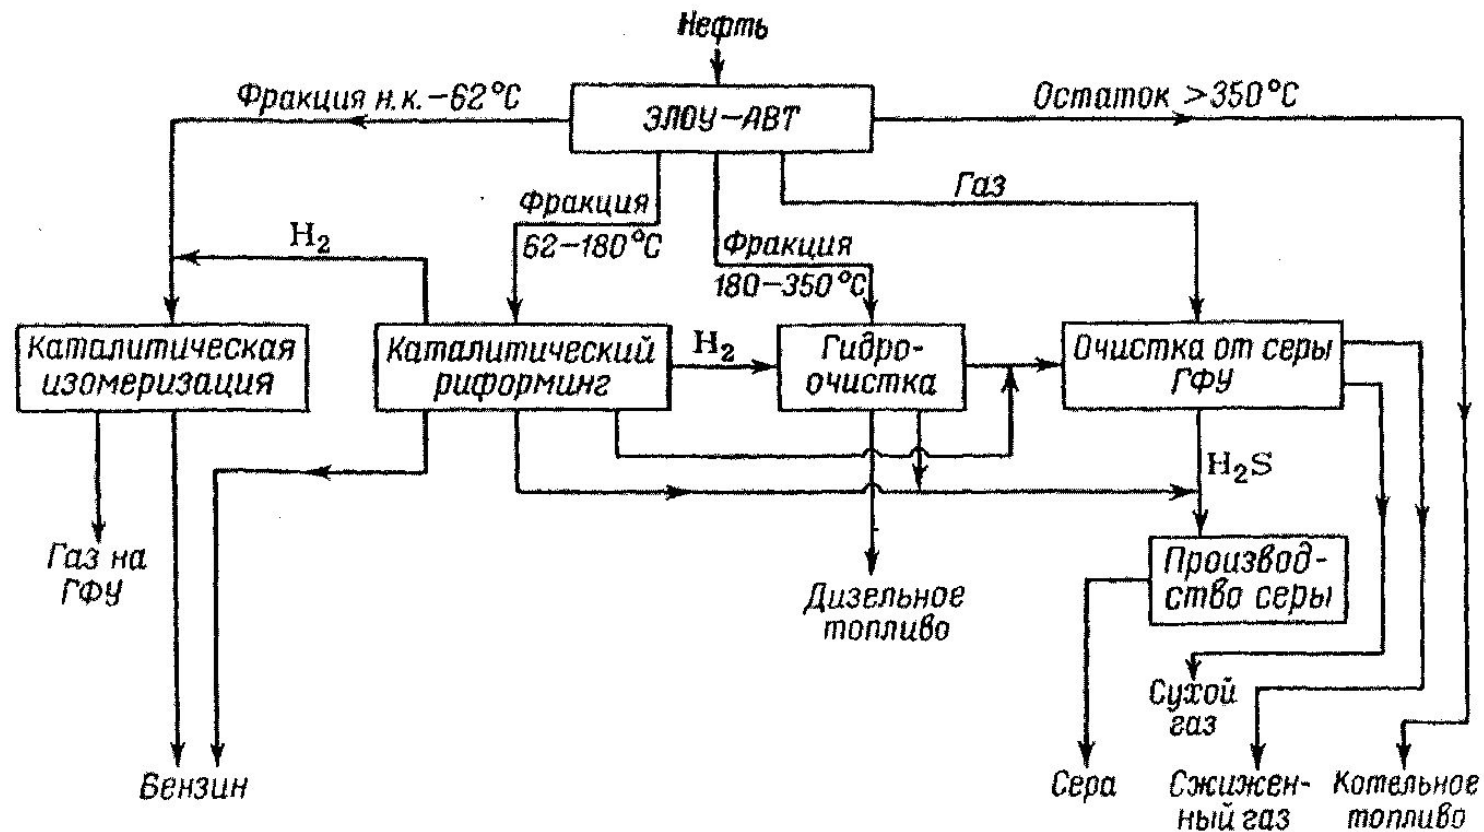 Нефть
Фракция н.к.-62°С
ЭЛОУ-АВТ
Остаток >350°С
Газ
Фракция
62-180°С
Фракция
180-350°С
H₂
Каталитическая
изомеризация
Каталитический
риформинг
H₂
Гидро-
очистка
Очистка от серы
ГФУ
H₂S
Газ на
ГФУ
Дизельное
топливо
Производ-
ство серы
Сухой
газ
Бензин
Сера
Сжижен-
ный газ
Котельное
топливо